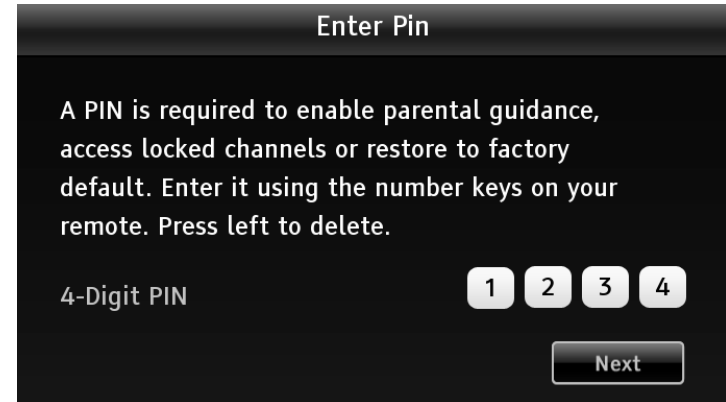 Enter Pin
A PIN is required to enable parental guidance,
access locked channels or restore to factory
default. Enter it using the number keys on your
remote. Press left to delete.
4-Digit PIN 1 2 3 4
Next